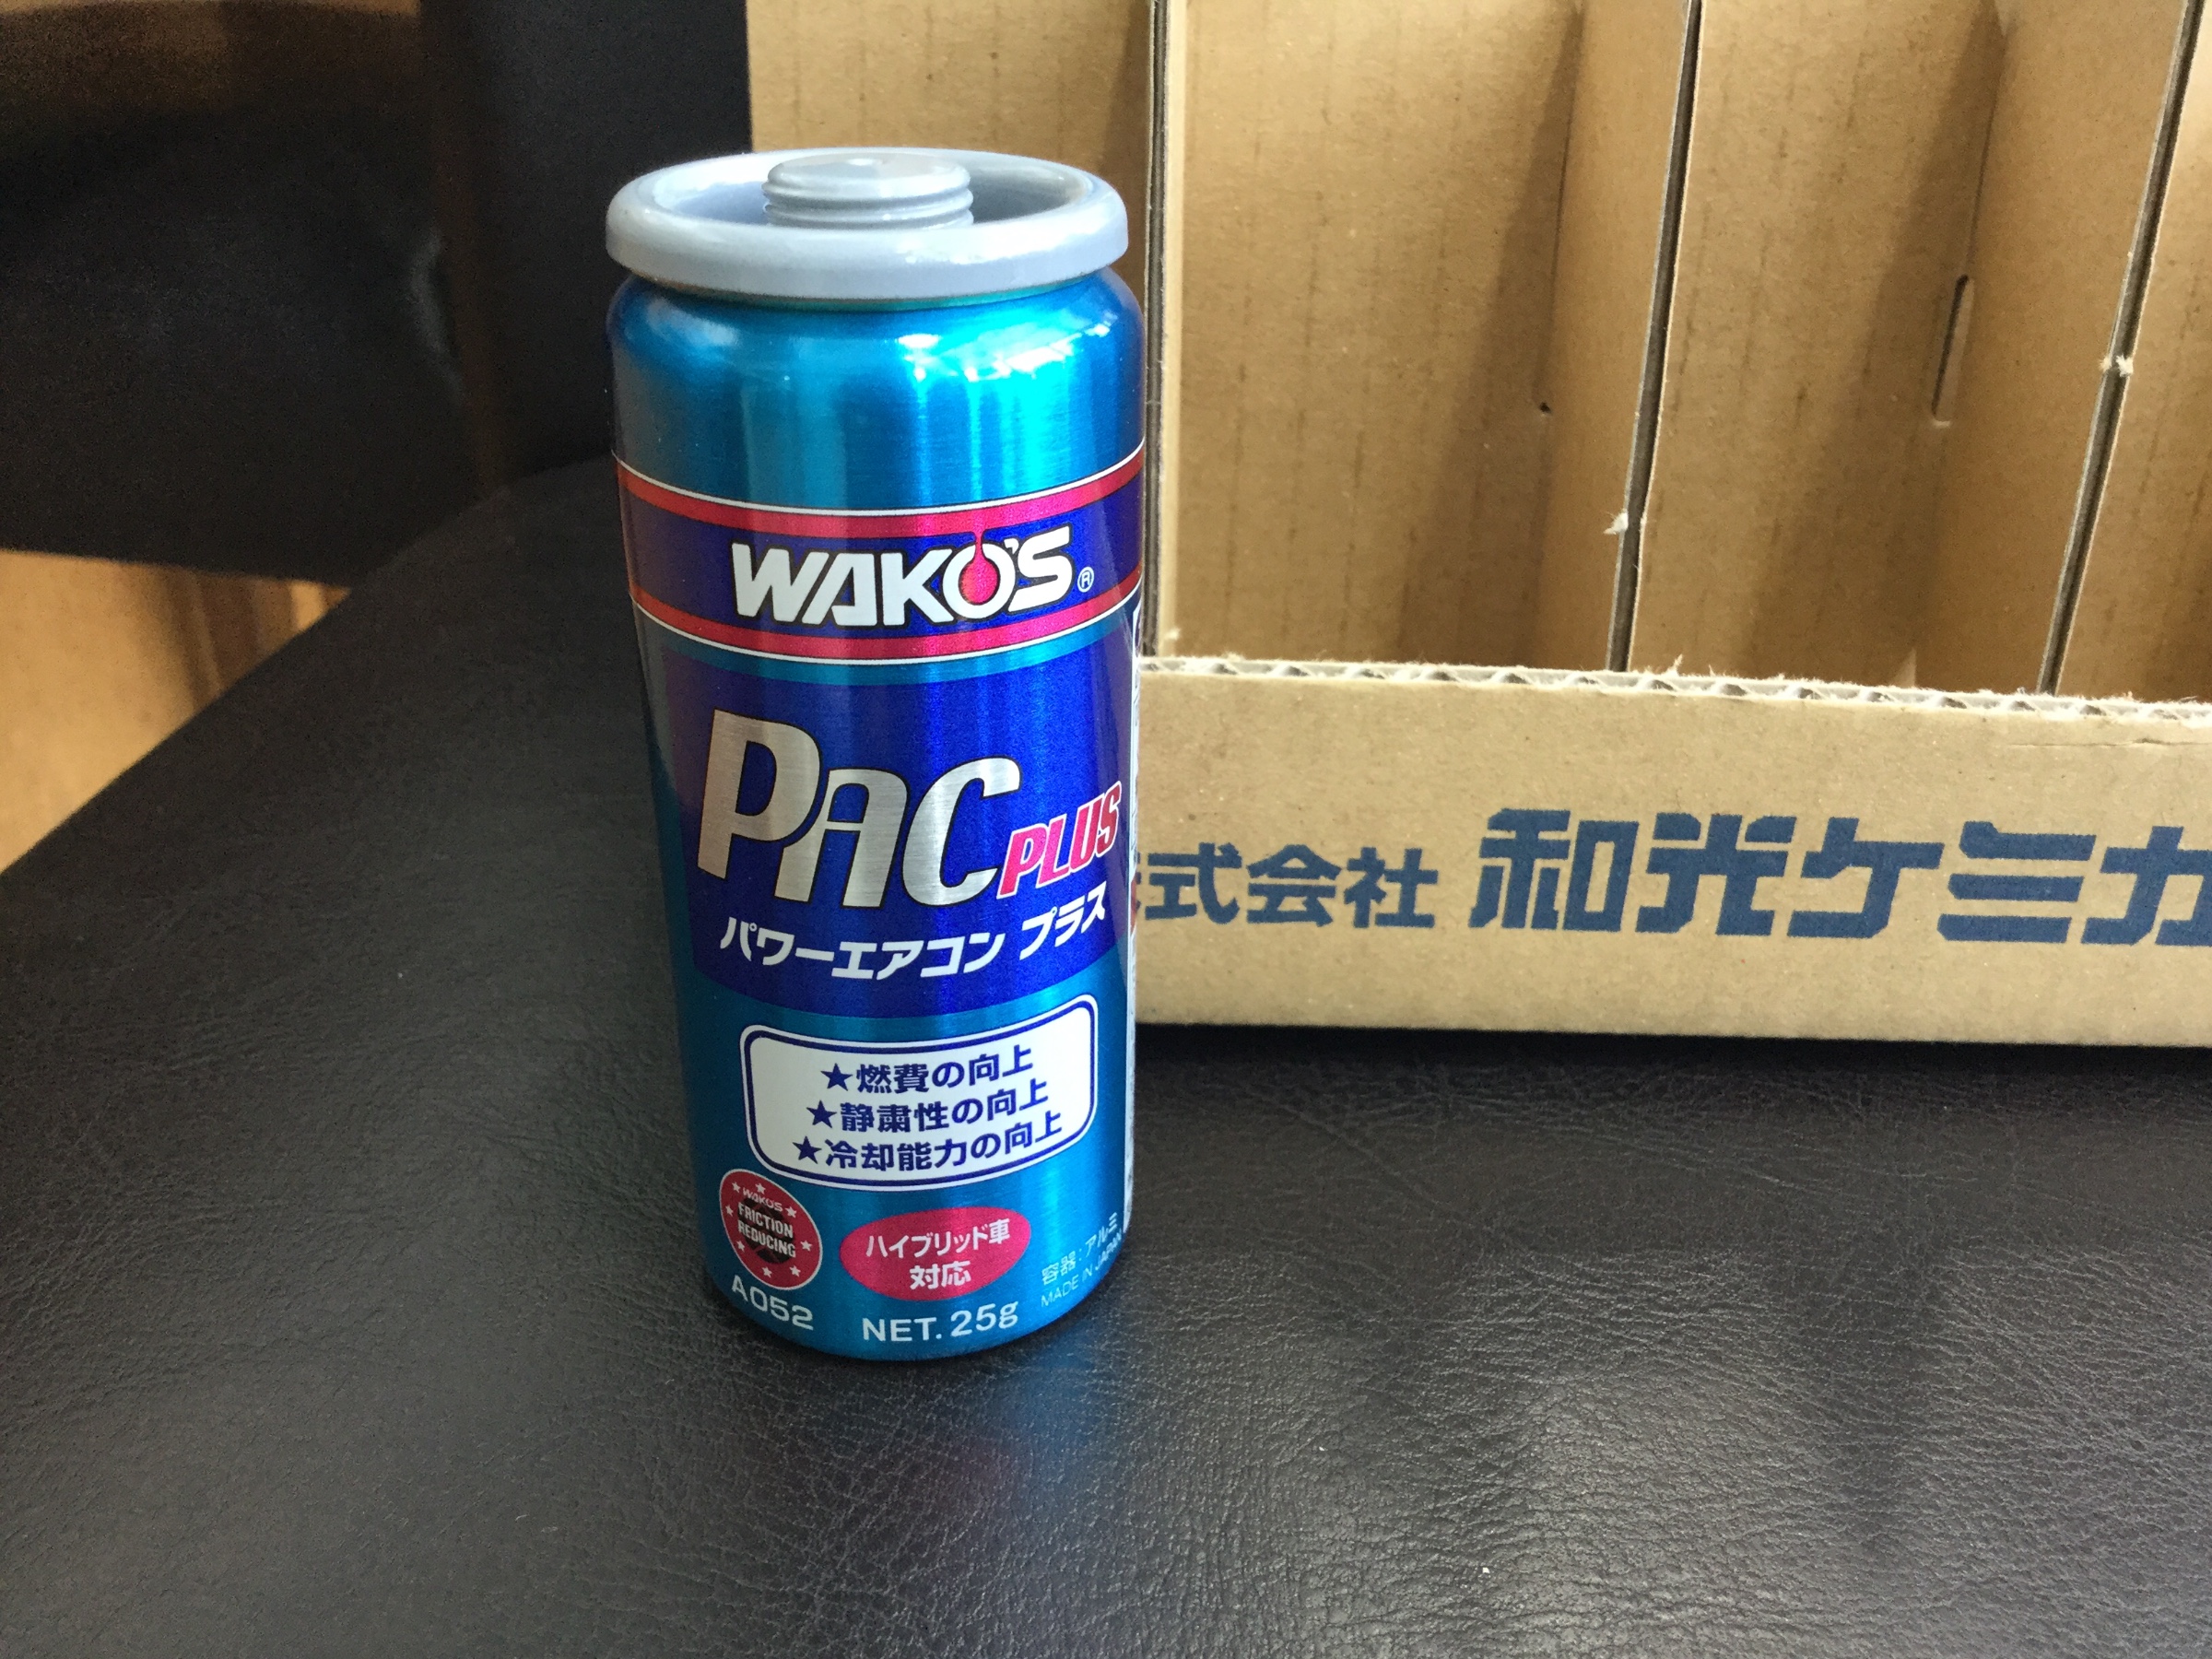 WAKO'S®
PAC PLUS
パワーエアコン プラス
★燃費の向上
★静粛性の向上
★冷却能力の向上
WAKO'S
FRICTION
REDUCING
ハイブリッド車
対応
A052
NET. 25g
容器:アルミ
MADE IN JAPAN
式会社 和光ケミカ